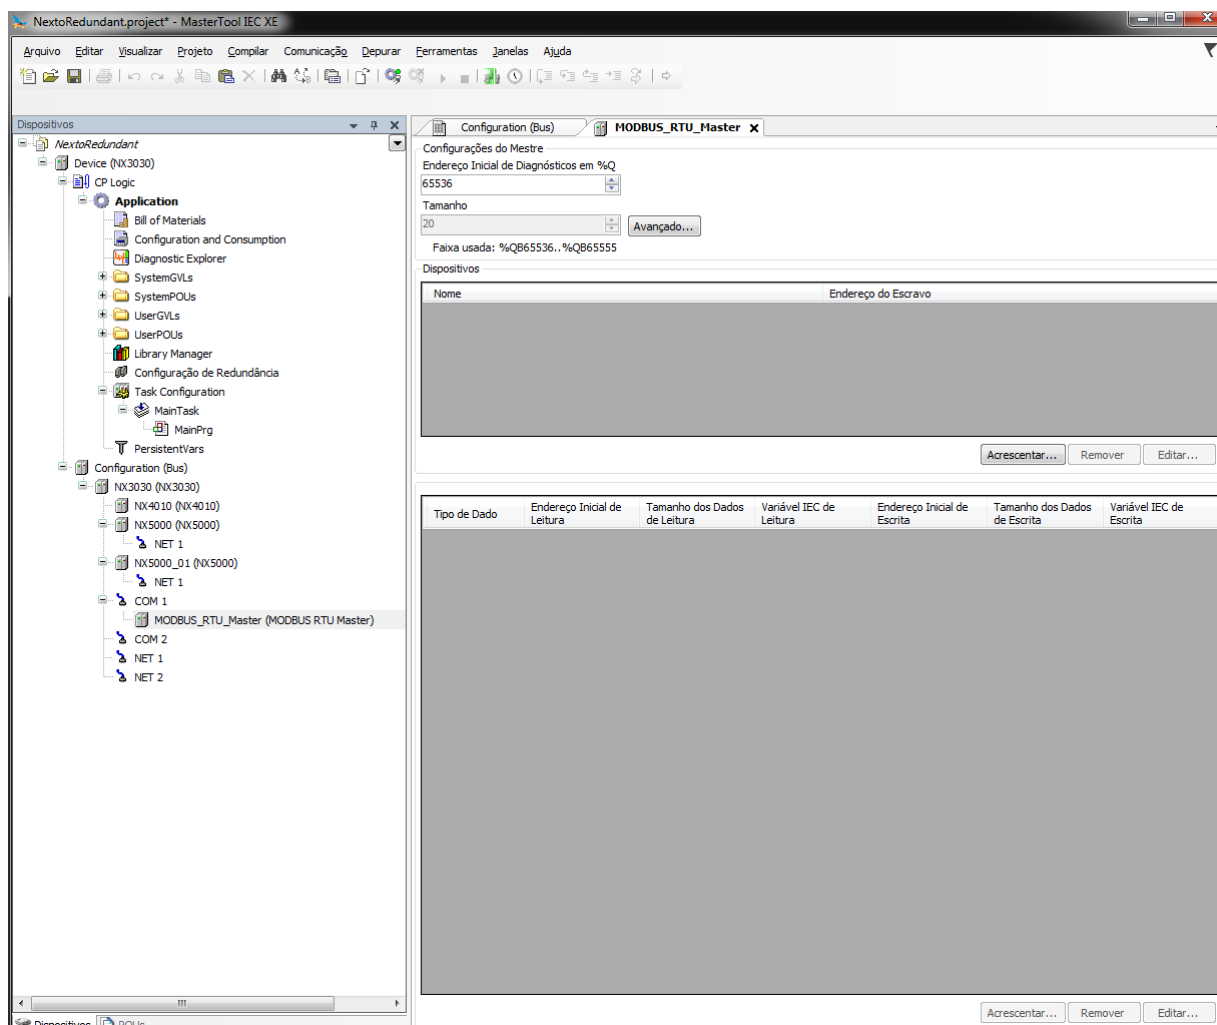 NextoRedundant.project* - MasterTool IEC XE
Arquivo Editar Visualizar Projeto Compilar Comunicação Depurar Ferramentas Janelas Ajuda
Dispositivos
NextoRedundant
Device (NX3030)
CP Logic
Application
Bill of Materials
Configuration and Consumption
Diagnostic Explorer
SystemGVLs
SystemPOUs
UserGVLs
UserPOUs
Library Manager
Configuração de Redundância
Task Configuration
MainTask
MainPrg
PersistentVars
Configuration (Bus)
NX3030 (NX3030)
NX4010 (NX4010)
NX5000 (NX5000)
NET 1
NX5000_01 (NX5000)
NET 1
COM 1
MODBUS_RTU_Master (MODBUS RTU Master)
COM 2
NET 1
NET 2
Dispositivos POUs
Configuration (Bus) MODBUS_RTU_Master
Configurações do Mestre
Endereço Inicial de Diagnósticos em %Q
65536
Tamanho
20 Avançado...
Faixa usada: %QB65536..%QB65555
Dispositivos
Nome Endereço do Escravo
Acrescentar... Remover Editar...
Tipo de Dado Endereço Inicial de Leitura Tamanho dos Dados de Leitura Variável IEC de Leitura Endereço Inicial de Escrita Tamanho dos Dados de Escrita Variável IEC de Escrita
Acrescentar... Remover Editar...